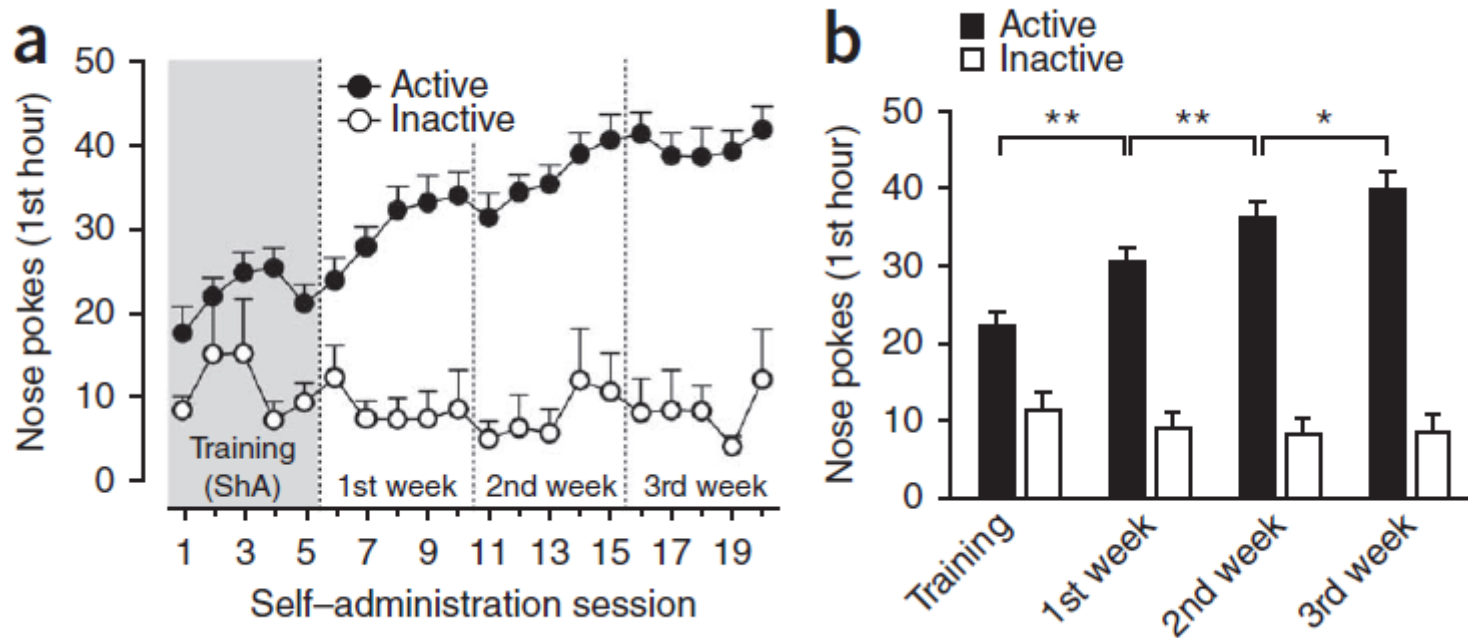 a
Nose pokes (1st hour)
50
40
30
20
10
0
Active
Inactive
Training
(ShA)
1st week
2nd week
3rd week
1 3 5 7 9 11 13 15 17 19
Self–administration session
b
Active
Inactive
Nose pokes (1st hour)
50
40
30
20
10
0
** ** *
Training
1st week
2nd week
3rd week